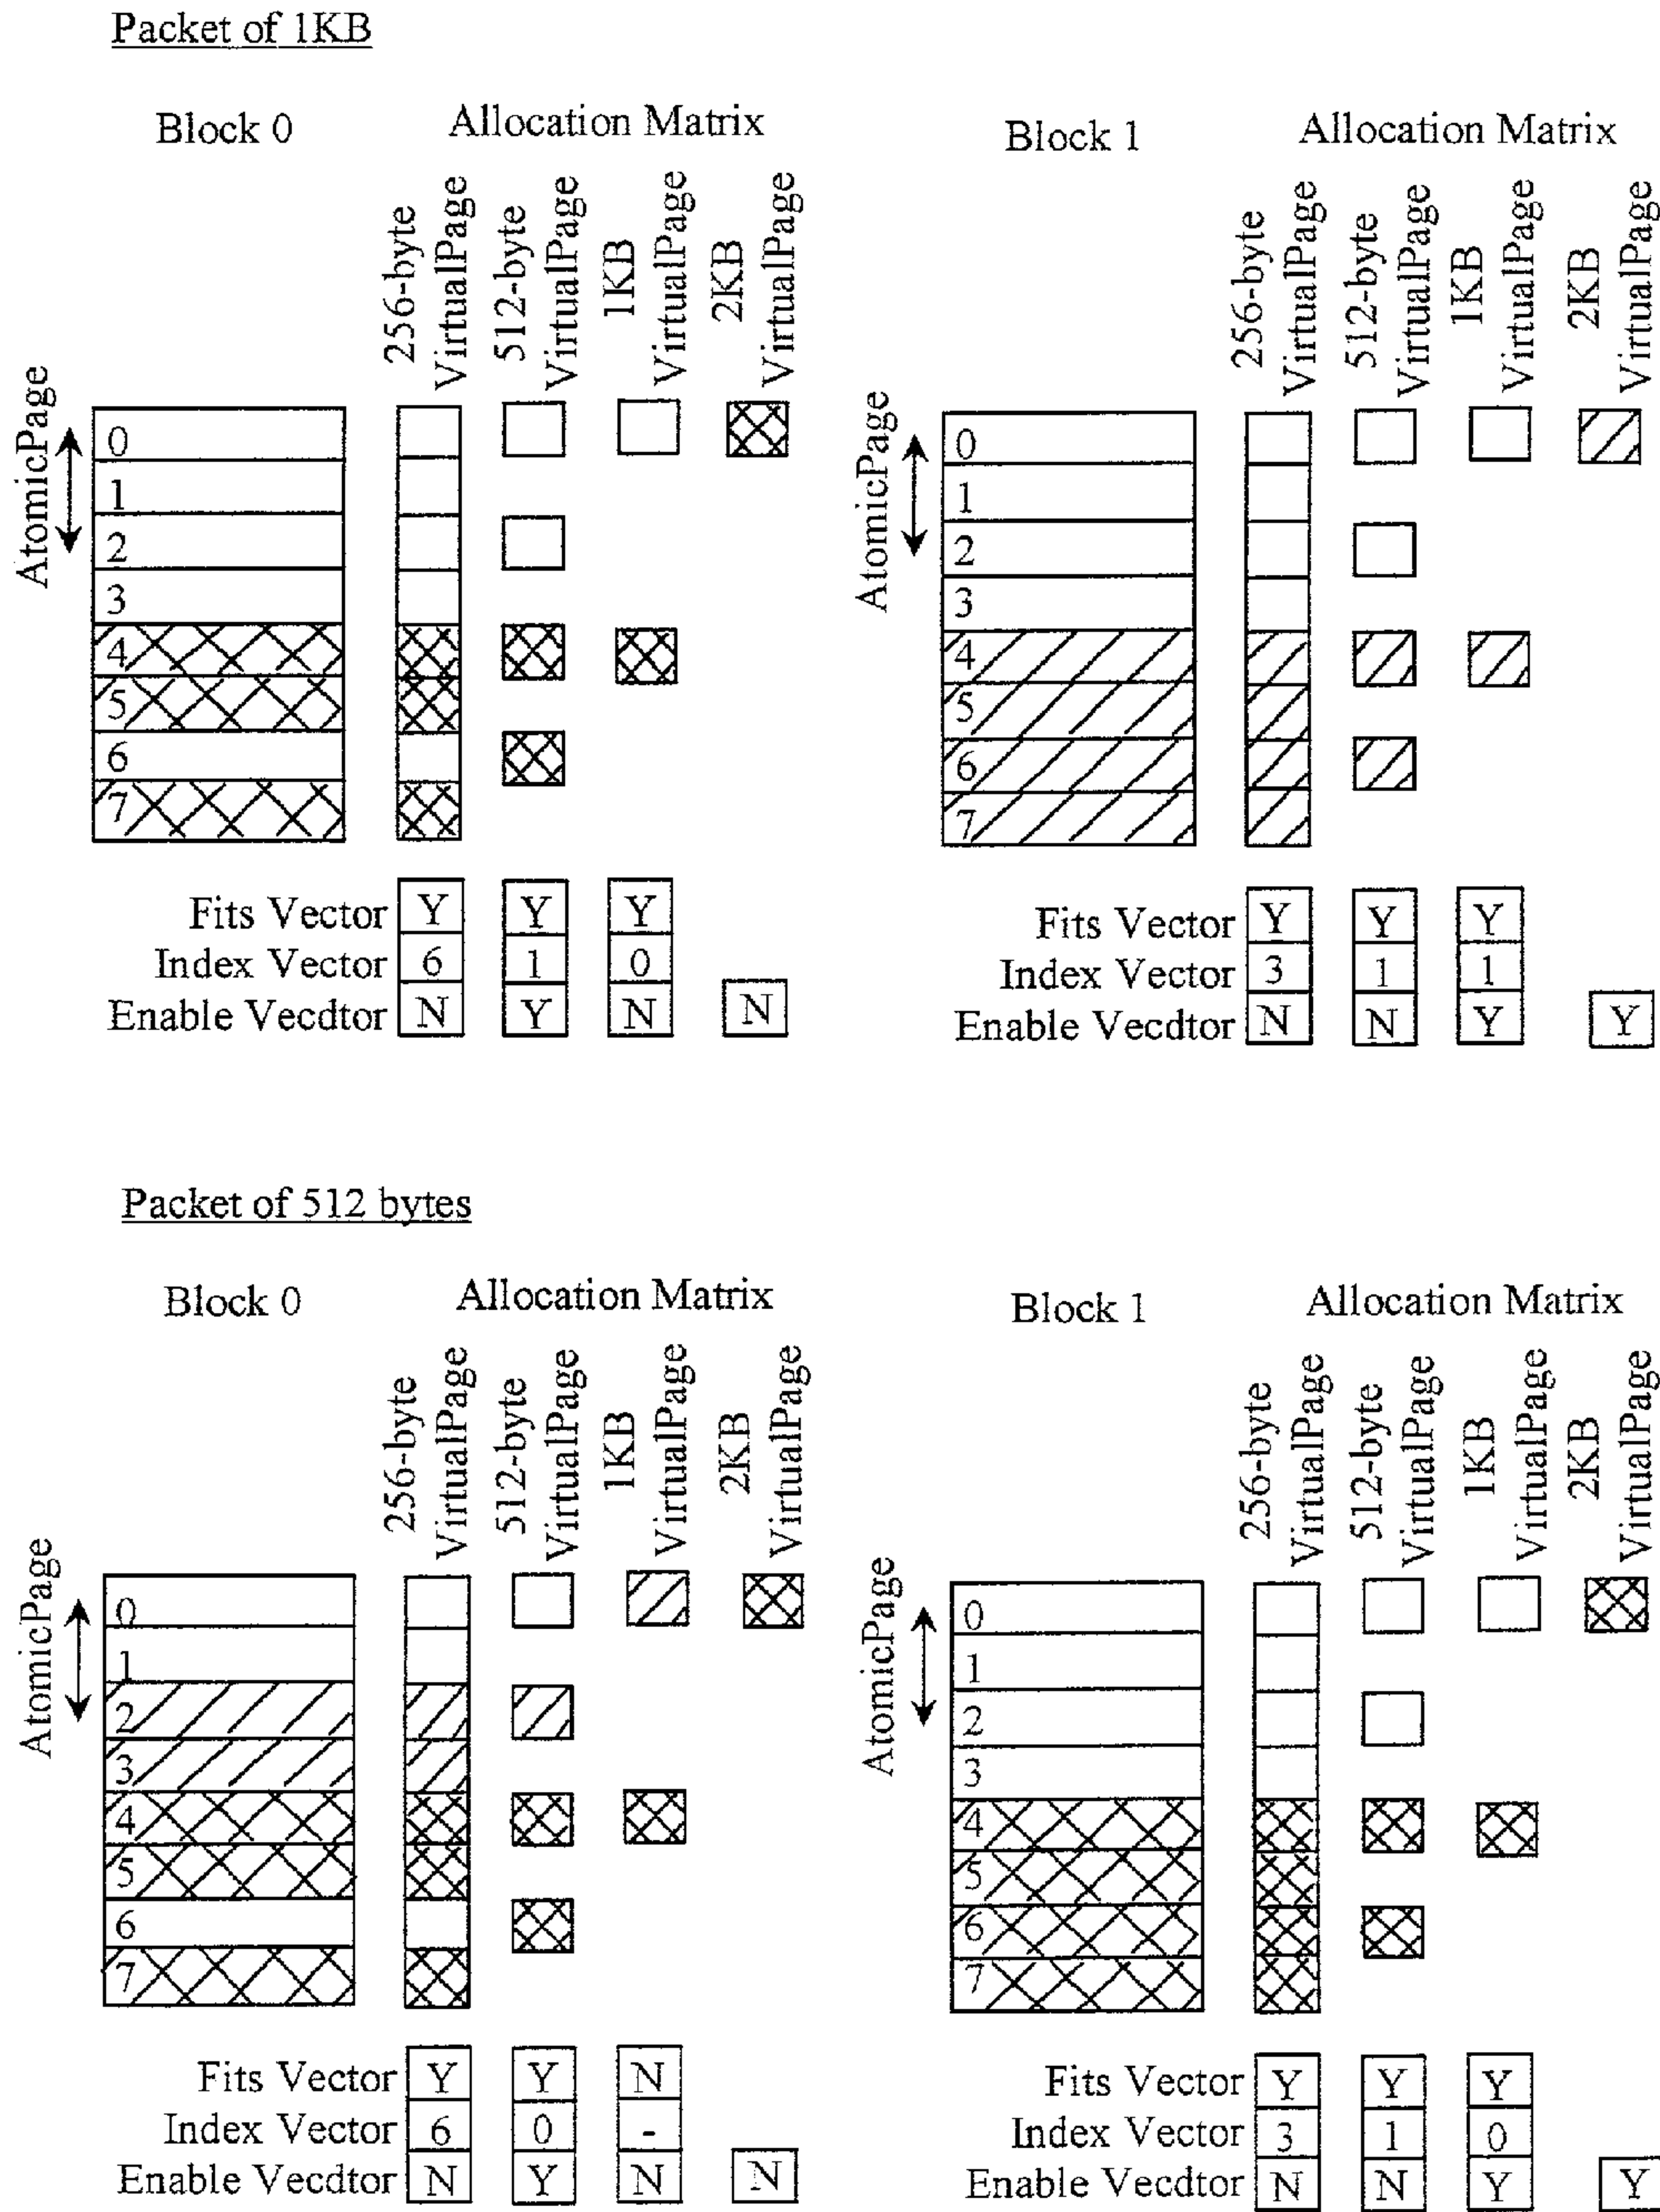 Packet of 1KB
Block 0
Allocation Matrix
256-byte
VirtualPage
512-byte
VirtualPage
1KB
VirtualPage
2KB
VirtualPage
AtomicPage
0
1
2
3
4
5
6
7
Fits Vector Y Y Y
Index Vector 6 1 0
Enable Vecdtor N Y N N
Block 1
Allocation Matrix
256-byte
VirtualPage
512-byte
VirtualPage
1KB
VirtualPage
2KB
VirtualPage
AtomicPage
0
1
2
3
4
5
6
7
Fits Vector Y Y Y
Index Vector 3 1 1
Enable Vecdtor N N Y Y
Packet of 512 bytes
Block 0
Allocation Matrix
256-byte
VirtualPage
512-byte
VirtualPage
1KB
VirtualPage
2KB
VirtualPage
AtomicPage
0
1
2
3
4
5
6
7
Fits Vector Y Y N
Index Vector 6 0 -
Enable Vecdtor N Y N N
Block 1
Allocation Matrix
256-byte
VirtualPage
512-byte
VirtualPage
1KB
VirtualPage
2KB
VirtualPage
AtomicPage
0
1
2
3
4
5
6
7
Fits Vector Y Y Y
Index Vector 3 1 0
Enable Vecdtor N N Y Y